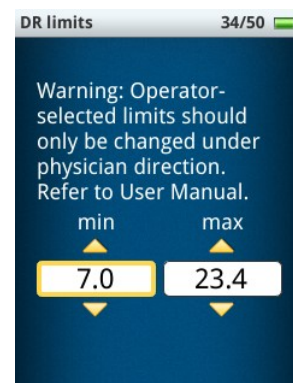 DR limits 34/50
Warning: Operator-
selected limits should
only be changed under
physician direction.
Refer to User Manual.
min max
7.0 23.4